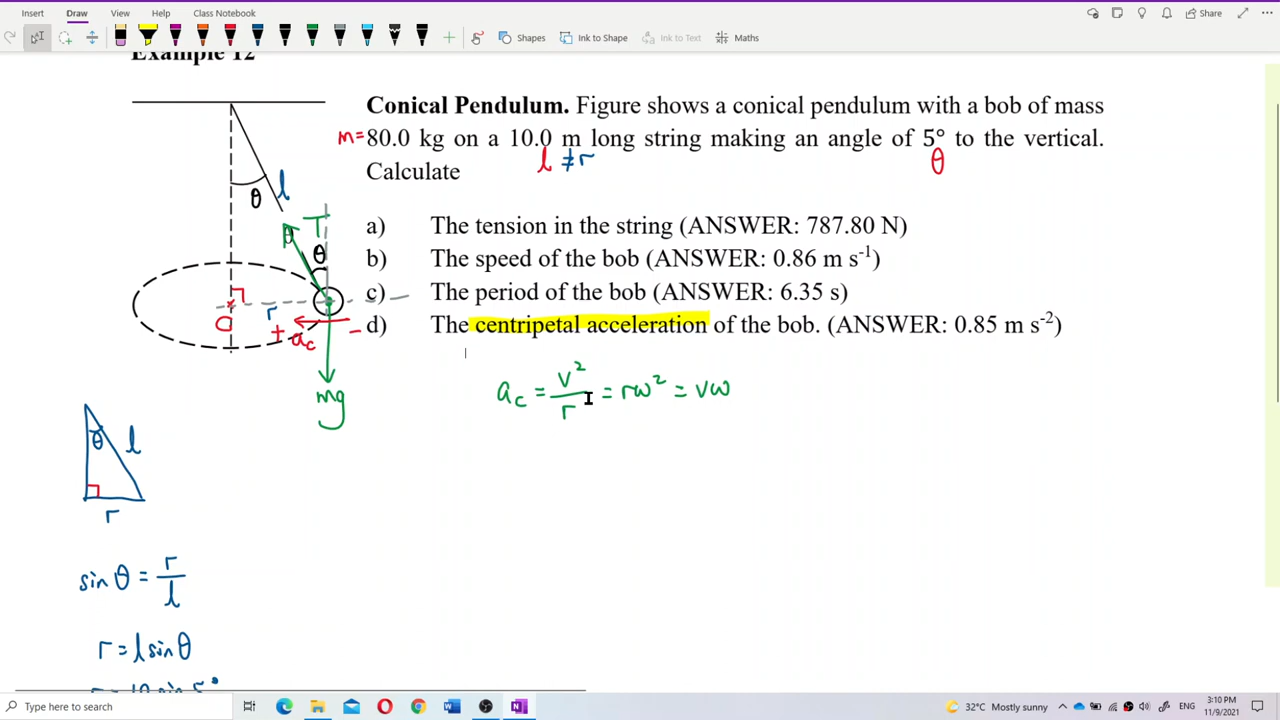 Insert Draw View Help Class Notebook Share
Shapes Ink to Shape Ink to Text Maths
Example 12
Conical Pendulum. Figure shows a conical pendulum with a bob of mass
m= 80.0 kg on a 10.0 m long string making an angle of 5° to the vertical.
l ≠ r θ
Calculate
a) The tension in the string (ANSWER: 787.80 N)
b) The speed of the bob (ANSWER: 0.86 m s⁻¹)
c) The period of the bob (ANSWER: 6.35 s)
d) The centripetal acceleration of the bob. (ANSWER: 0.85 m s⁻²)
θ l
θ T
θ
r
C + ac −
mg
ac = v²/r = rω² = vω
θ l
r
sin θ = r/l
r = l sin θ
r = 10 sin 5°
Type here to search
32°C Mostly sunny
3:10 PM
11/9/2021